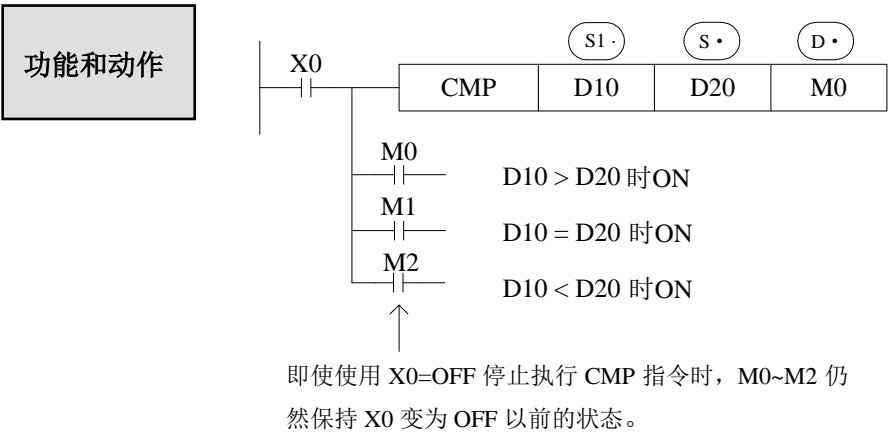 功能和动作
S1· S· D·
X0
CMP D10 D20 M0
M0
D10 > D20 时ON
M1
D10 = D20 时ON
M2
D10 < D20 时ON
即使使用 X0=OFF 停止执行 CMP 指令时，M0~M2 仍
然保持 X0 变为 OFF 以前的状态。